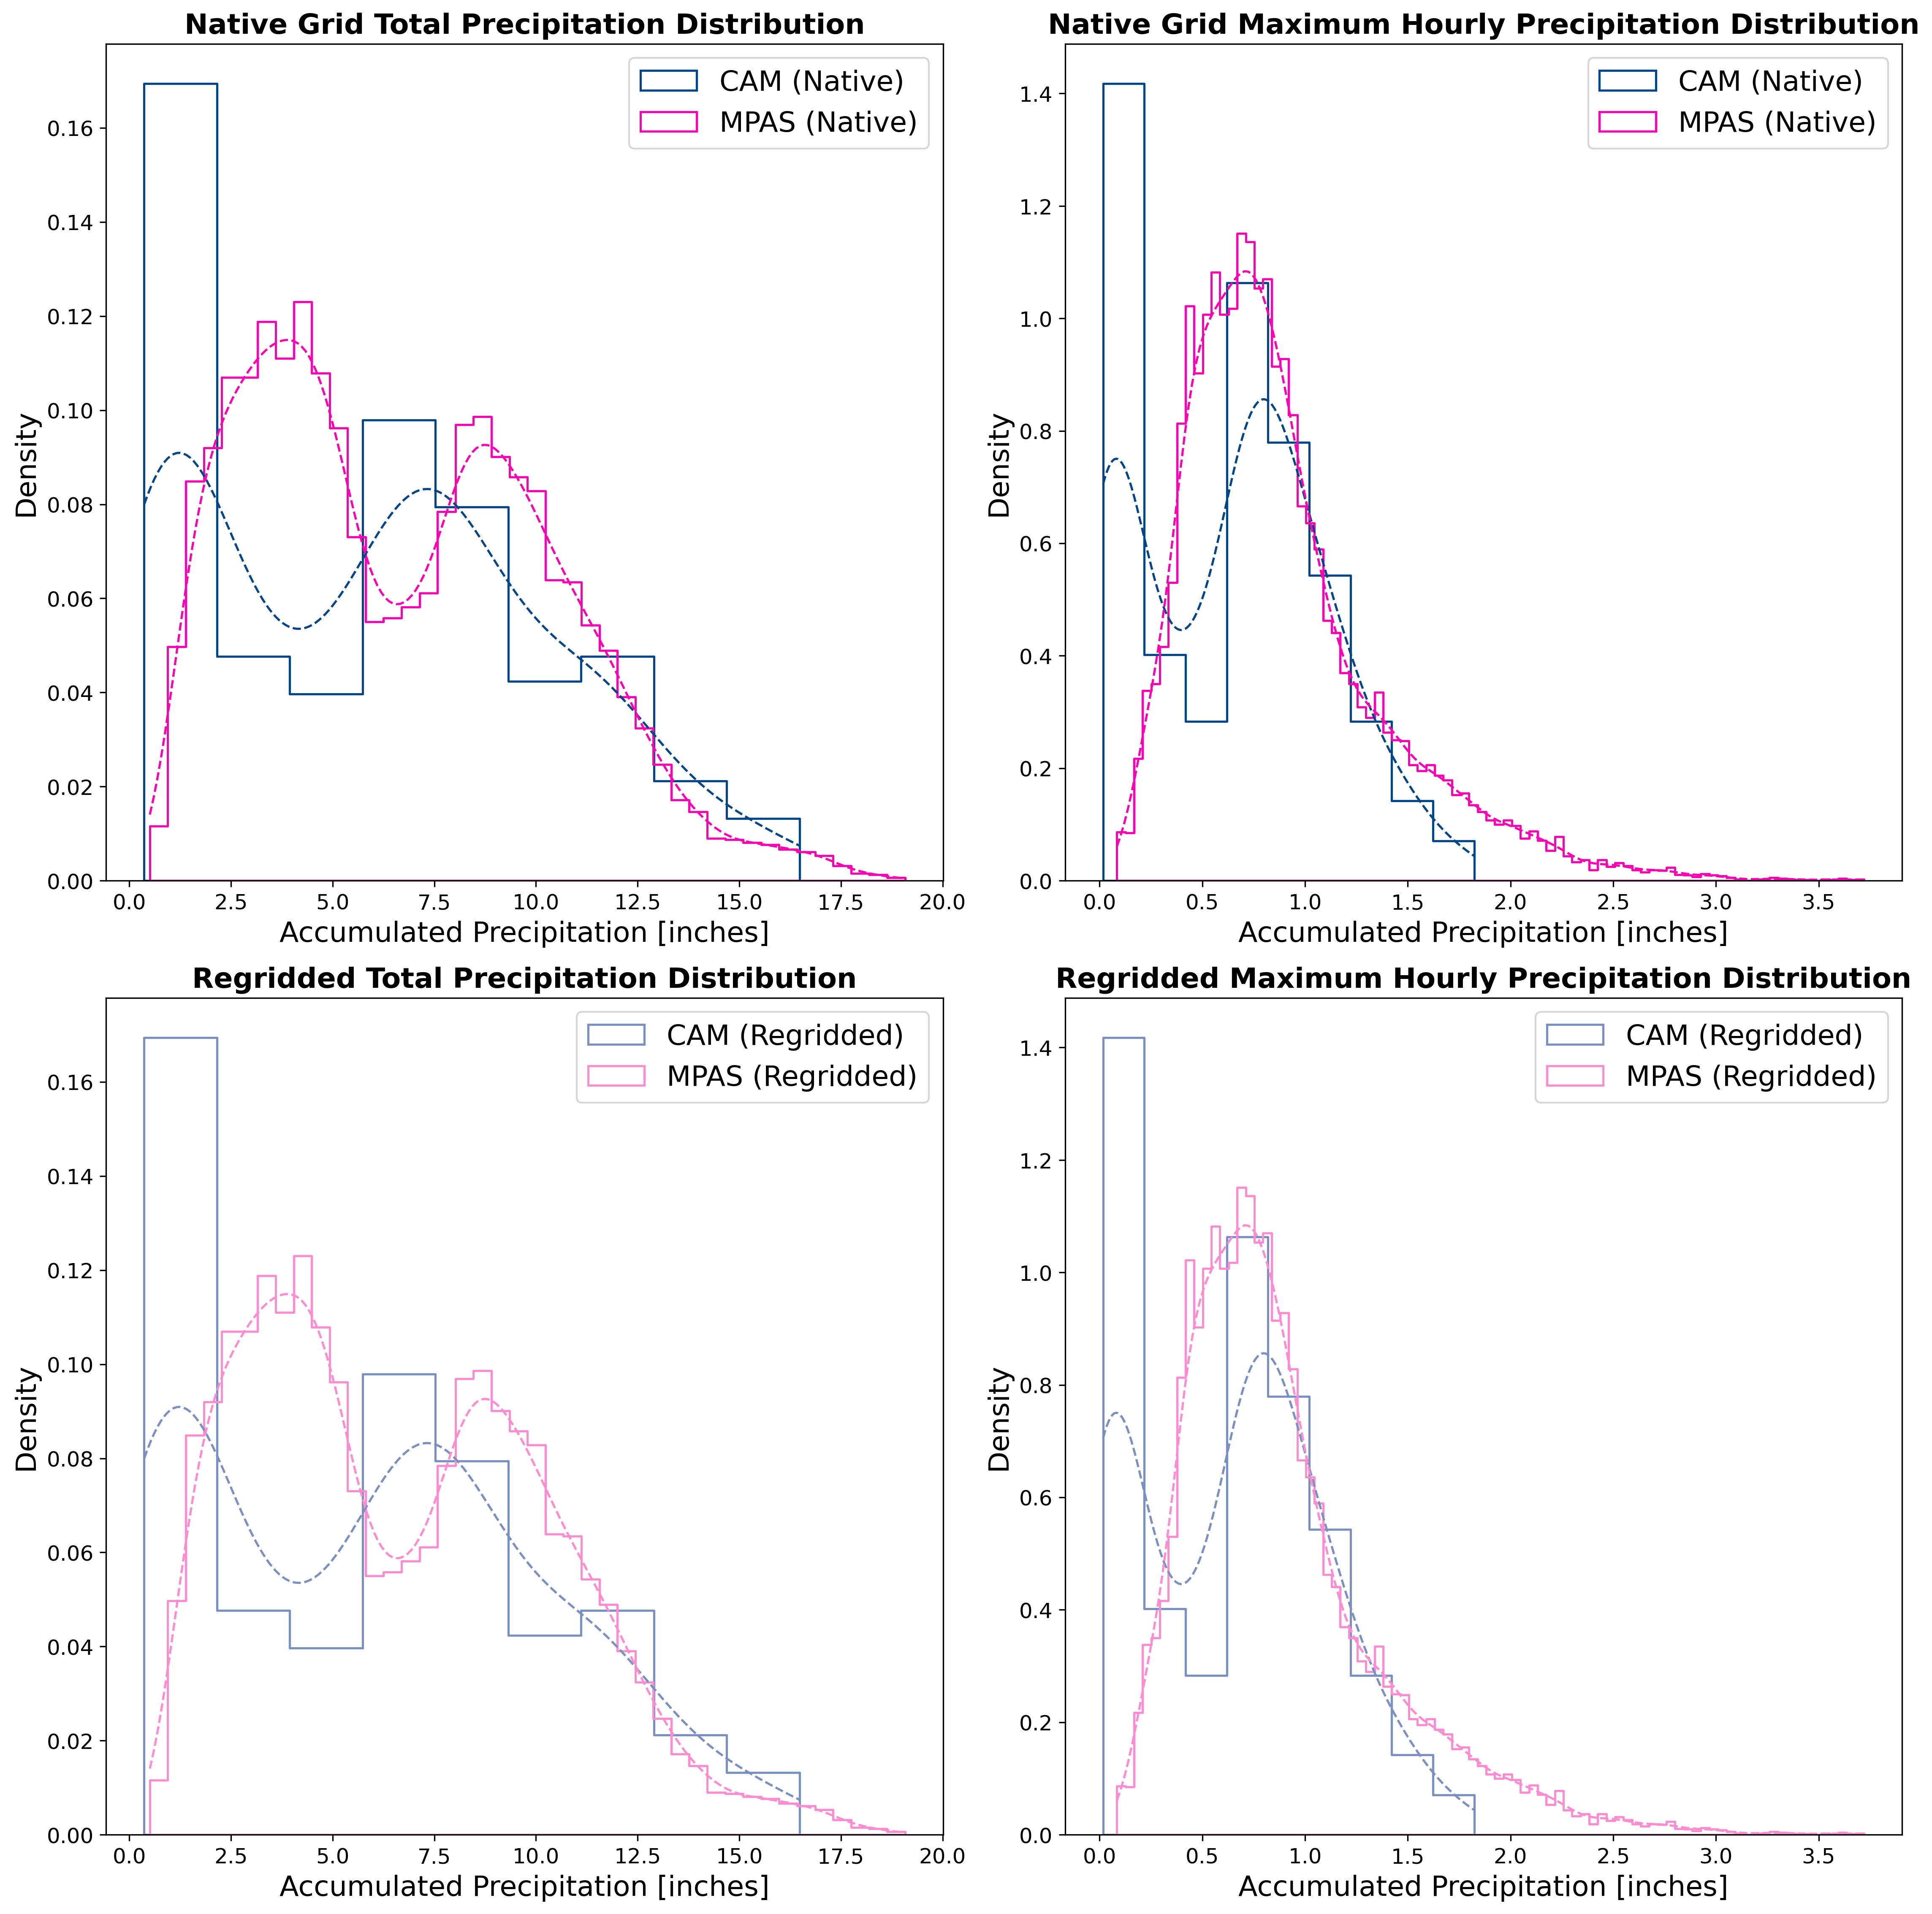 Native Grid Total Precipitation Distribution
CAM (Native)
MPAS (Native)
0.16
0.14
0.12
0.10
0.08
0.06
0.04
0.02
0.00
Density
0.0 2.5 5.0 7.5 10.0 12.5 15.0 17.5 20.0
Accumulated Precipitation [inches]
Native Grid Maximum Hourly Precipitation Distribution
CAM (Native)
MPAS (Native)
1.4
1.2
1.0
0.8
0.6
0.4
0.2
0.0
Density
0.0 0.5 1.0 1.5 2.0 2.5 3.0 3.5
Accumulated Precipitation [inches]
Regridded Total Precipitation Distribution
CAM (Regridded)
MPAS (Regridded)
0.16
0.14
0.12
0.10
0.08
0.06
0.04
0.02
0.00
Density
0.0 2.5 5.0 7.5 10.0 12.5 15.0 17.5 20.0
Accumulated Precipitation [inches]
Regridded Maximum Hourly Precipitation Distribution
CAM (Regridded)
MPAS (Regridded)
1.4
1.2
1.0
0.8
0.6
0.4
0.2
0.0
Density
0.0 0.5 1.0 1.5 2.0 2.5 3.0 3.5
Accumulated Precipitation [inches]